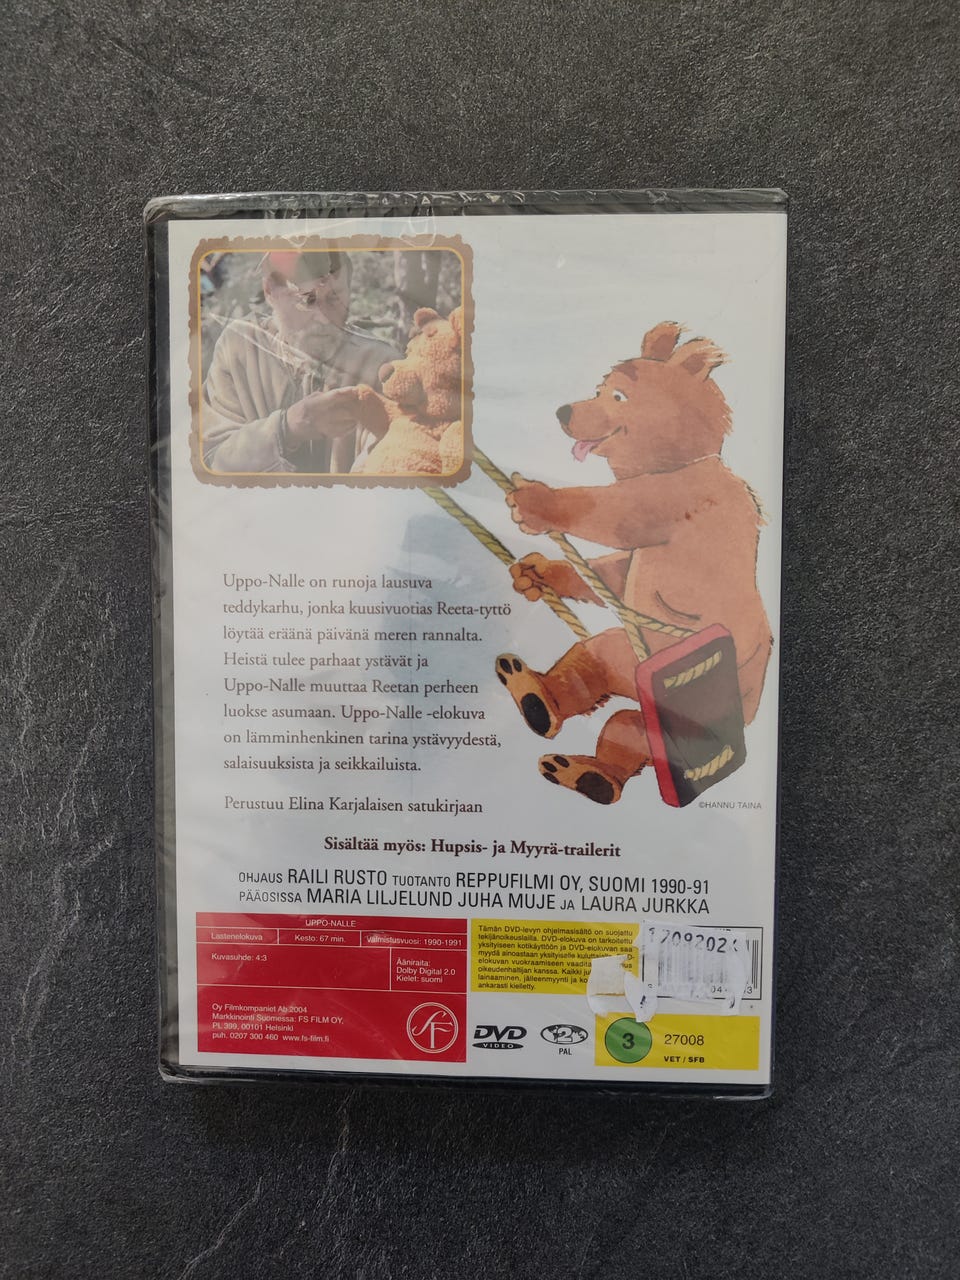 Uppo-Nalle on runoja lausuva
teddykarhu, jonka kuusivuotias Reeta-tyttö
löytää eräänä päivänä meren rannalta.
Heistä tulee parhaat ystävät ja
Uppo-Nalle muuttaa Reetan perheen
luokse asumaan. Uppo-Nalle -elokuva
on lämminhenkinen tarina ystävyydestä,
salaisuuksista ja seikkailuista.
Perustuu Elina Karjalaisen satukirjaan
©HANNU TAINA
Sisältää myös: Hupsis- ja Myyrä-trailerit
OHJAUS RAILI RUSTO TUOTANTO REPPUFILMI OY, SUOMI 1990-91
PÄÄOSISSA MARIA LILJELUND JUHA MUJE JA LAURA JURKKA
UPPO-NALLE
Lastenelokuva
Kesto: 67 min.
Valmistusvuosi: 1990-1991
Kuvasuhde: 4:3
Ääniraita:
Dolby Digital 2.0
Kielet: suomi
Oy Filmkompaniet Ab 2004
Markkinointi Suomessa: FS FILM OY,
PL 399, 00101 Helsinki
puh. 0207 300 460 www.fs-film.fi
SF
Tämän DVD-levyn ohjelmasisältö on suojattu
tekijänoikeuslailla. DVD-elokuva on tarkoitettu
yksityiseen kotikäyttöön ja DVD-elokuvan saa
myydä ainoastaan yksityiselle
elokuvan vuokraamiseen
oikeudenhaltijan kanssa. Kaikki
lainaaminen, jälleenmyynti ja
ankarasti kielletty.
DVD
VIDEO
2
PAL
3
27008
VET / SFB